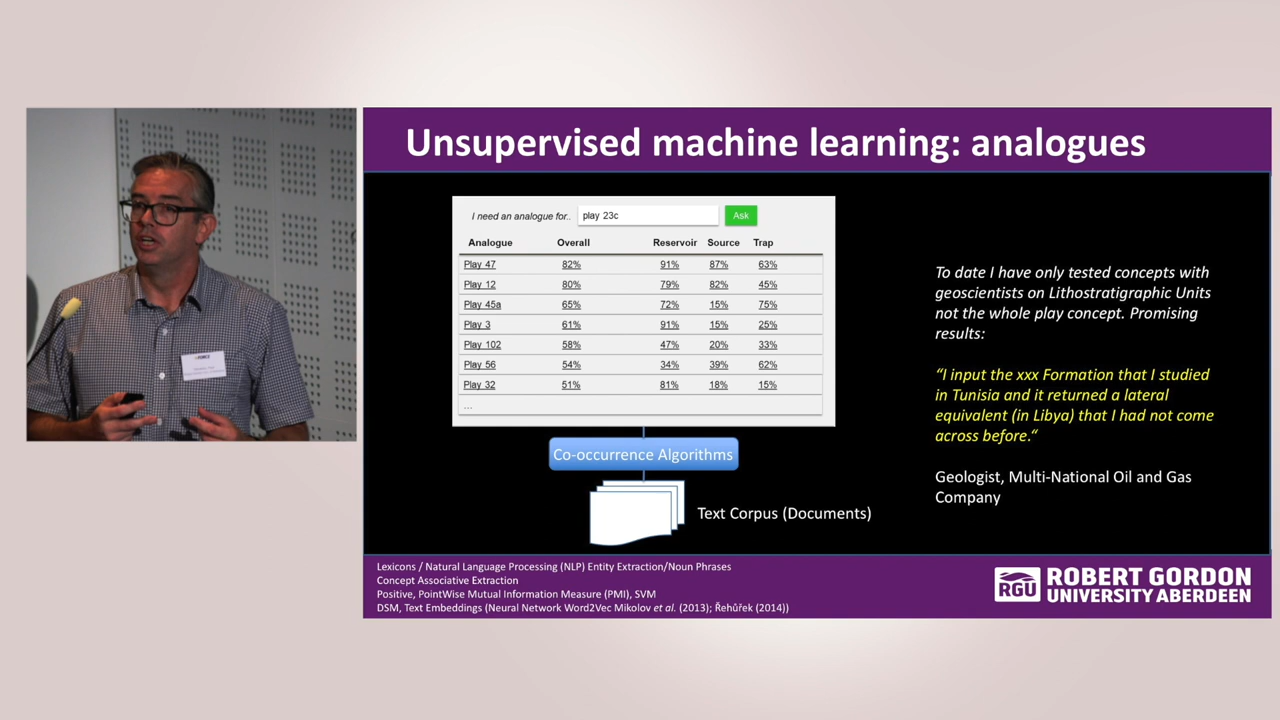 Unsupervised machine learning: analogues
I need an analogue for.. play 23c Ask
Analogue Overall Reservoir Source Trap
Play 47 82% 91% 87% 63%
Play 12 80% 79% 82% 45%
Play 45a 65% 72% 15% 75%
Play 3 61% 91% 15% 25%
Play 102 58% 47% 20% 33%
Play 56 54% 34% 39% 62%
Play 32 51% 81% 18% 15%
...
Co-occurrence Algorithms
Text Corpus (Documents)
To date I have only tested concepts with
geoscientists on Lithostratigraphic Units
not the whole play concept. Promising
results:
“I input the xxx Formation that I studied
in Tunisia and it returned a lateral
equivalent (in Libya) that I had not come
across before.“
Geologist, Multi-National Oil and Gas
Company
Lexicons / Natural Language Processing (NLP) Entity Extraction/Noun Phrases
Concept Associative Extraction
Positive, PointWise Mutual Information Measure (PMI), SVM
DSM, Text Embeddings (Neural Network Word2Vec Mikolov et al. (2013); Řehůřek (2014))
RGU
ROBERT GORDON
UNIVERSITY ABERDEEN